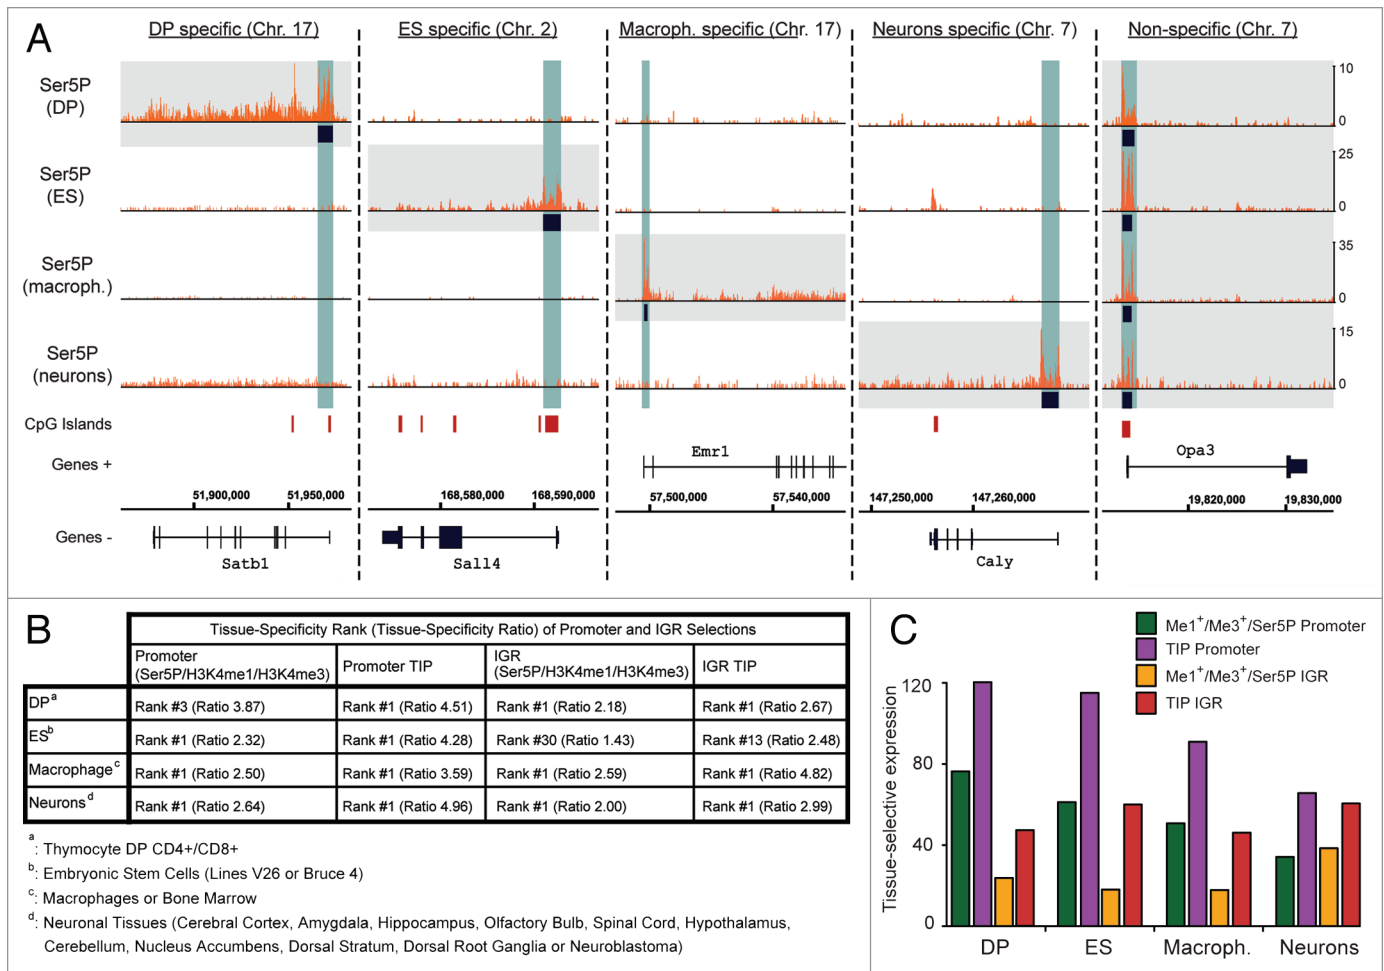 A
DP specific (Chr. 17)
ES specific (Chr. 2)
Macroph. specific (Chr. 17)
Neurons specific (Chr. 7)
Non-specific (Chr. 7)
Ser5P
(DP)
10
0
Ser5P
(ES)
25
0
Ser5P
(macroph.)
35
0
Ser5P
(neurons)
15
0
CpG Islands
Genes +
Emr1
Opa3
51,900,000
51,950,000
168,580,000
168,590,000
57,500,000
57,540,000
147,250,000
147,260,000
19,820,000
19,830,000
Genes -
Satb1
Sall4
Caly
B
Tissue-Specificity Rank (Tissue-Specificity Ratio) of Promoter and IGR Selections
Promoter
(Ser5P/H3K4me1/H3K4me3)
Promoter TIP
IGR
(Ser5P/H3K4me1/H3K4me3)
IGR TIP
DPa
Rank #3 (Ratio 3.87)
Rank #1 (Ratio 4.51)
Rank #1 (Ratio 2.18)
Rank #1 (Ratio 2.67)
ESb
Rank #1 (Ratio 2.32)
Rank #1 (Ratio 4.28)
Rank #30 (Ratio 1.43)
Rank #13 (Ratio 2.48)
Macrophagec
Rank #1 (Ratio 2.50)
Rank #1 (Ratio 3.59)
Rank #1 (Ratio 2.59)
Rank #1 (Ratio 4.82)
Neuronsd
Rank #1 (Ratio 2.64)
Rank #1 (Ratio 4.96)
Rank #1 (Ratio 2.00)
Rank #1 (Ratio 2.99)
a: Thymocyte DP CD4+/CD8+
b: Embryonic Stem Cells (Lines V26 or Bruce 4)
c: Macrophages or Bone Marrow
d: Neuronal Tissues (Cerebral Cortex, Amygdala, Hippocampus, Olfactory Bulb, Spinal Cord, Hypothalamus,
Cerebellum, Nucleus Accumbens, Dorsal Stratum, Dorsal Root Ganglia or Neuroblastoma)
C
Me1+/Me3+/Ser5P Promoter
TIP Promoter
Me1+/Me3+/Ser5P IGR
TIP IGR
Tissue-selective expression
120
80
40
0
DP
ES
Macroph.
Neurons